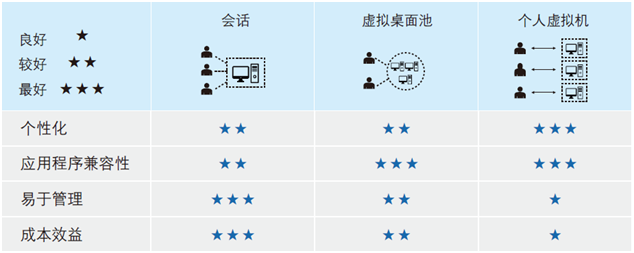 会话 虚拟桌面池 个人虚拟机
良好 ★
较好 ★★
最好 ★★★
个性化 ★★ ★★ ★★★
应用程序兼容性 ★★ ★★★ ★★★
易于管理 ★★★ ★★ ★
成本效益 ★★★ ★★ ★